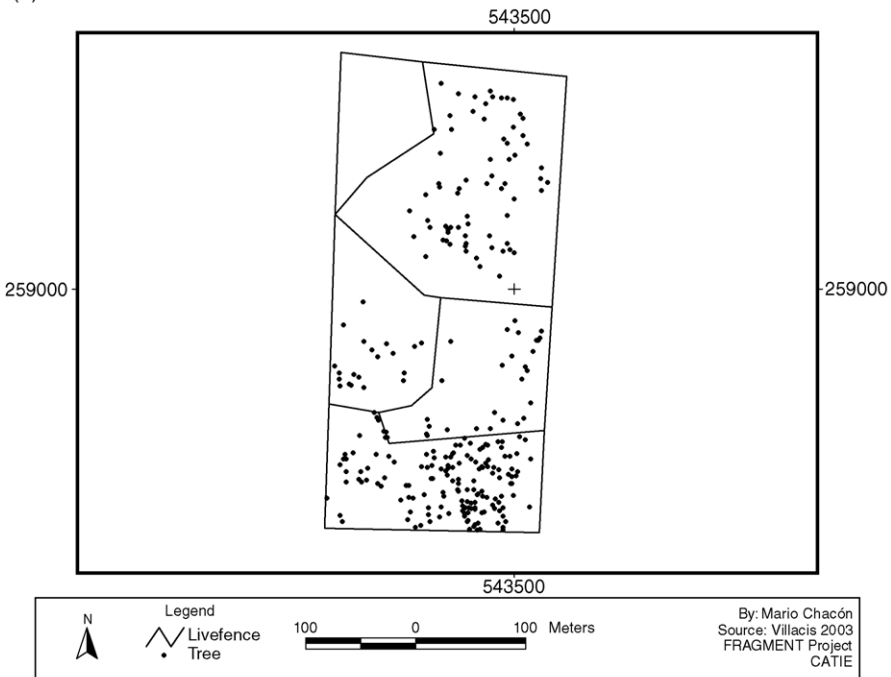 543500
259000
259000
543500
N
Legend
Livefence
Tree
100 0 100 Meters
By: Mario Chacón
Source: Villacis 2003
FRAGMENT Project
CATIE